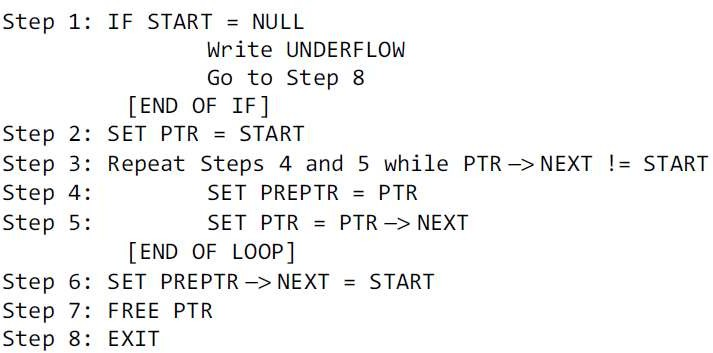 Step 1: IF START = NULL
Write UNDERFLOW
Go to Step 8
[END OF IF]
Step 2: SET PTR = START
Step 3: Repeat Steps 4 and 5 while PTR—>NEXT != START
Step 4: SET PREPTR = PTR
Step 5: SET PTR = PTR—>NEXT
[END OF LOOP]
Step 6: SET PREPTR—>NEXT = START
Step 7: FREE PTR
Step 8: EXIT